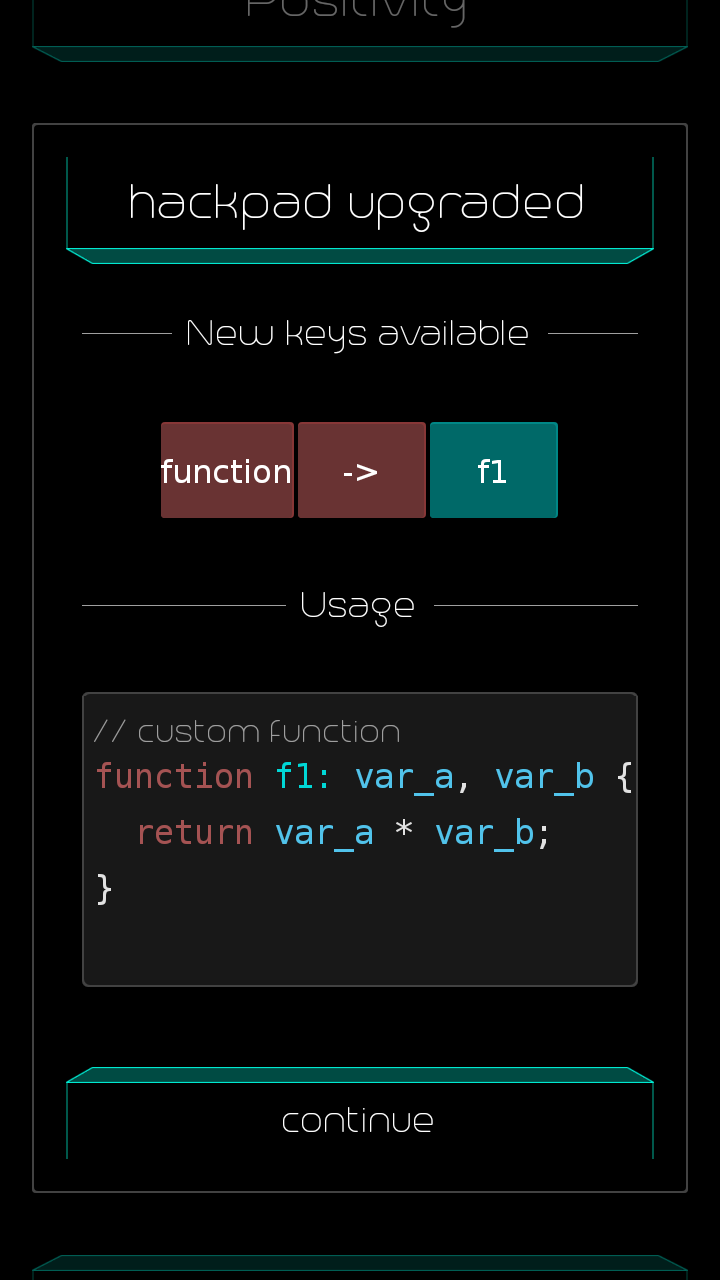 Positivity
hackpad upgraded
New keys available
function -> f1
Usage
// custom function
function f1: var_a, var_b {
  return var_a * var_b;
}
continue